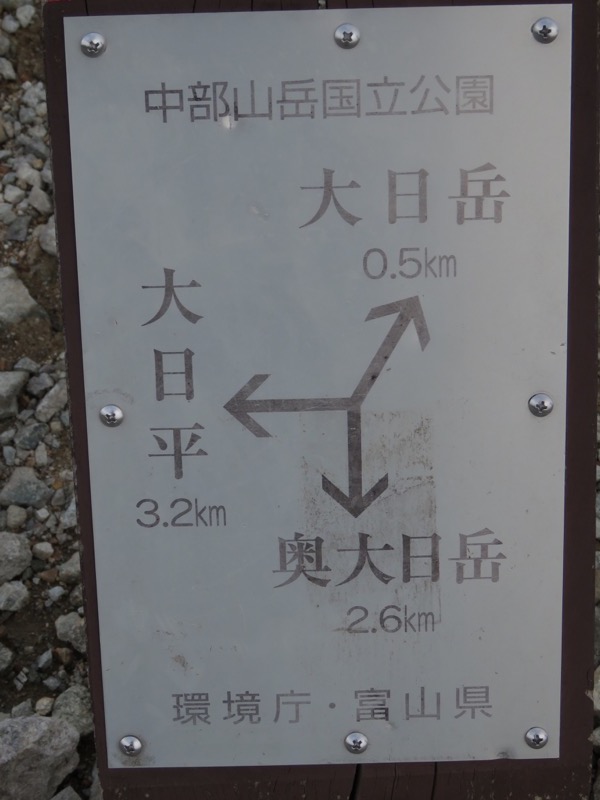 中部山岳国立公園
大日岳
0.5km
大日平
3.2km
奥大日岳
2.6km
環境庁・富山県